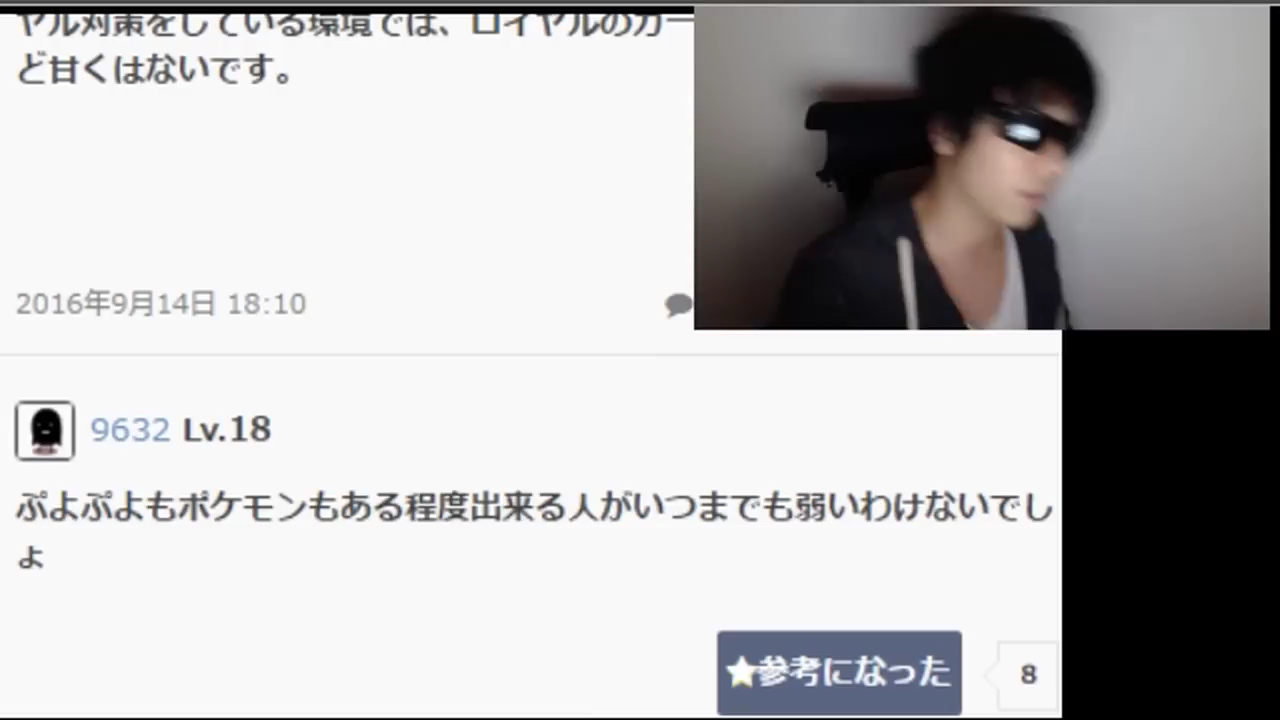 ヤル対策をしている環境では、ロイヤルのカー
ど甘くはないです。
2016年9月14日 18:10
9632 Lv.18
ぷよぷよもポケモンもある程度出来る人がいつまでも弱いわけないでし
ょ
★参考になった
8